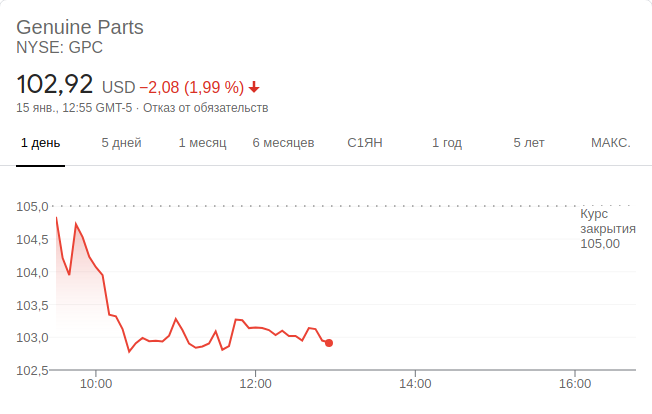 Genuine Parts
NYSE: GPC
102,92 USD −2,08 (1,99 %)
15 янв., 12:55 GMT-5 · Отказ от обязательств
1 день 5 дней 1 месяц 6 месяцев С1ЯН 1 год 5 лет МАКС.
105,0
Курс
закрытия
105,00
104,5
104,0
103,5
103,0
102,5
10:00 12:00 14:00 16:00